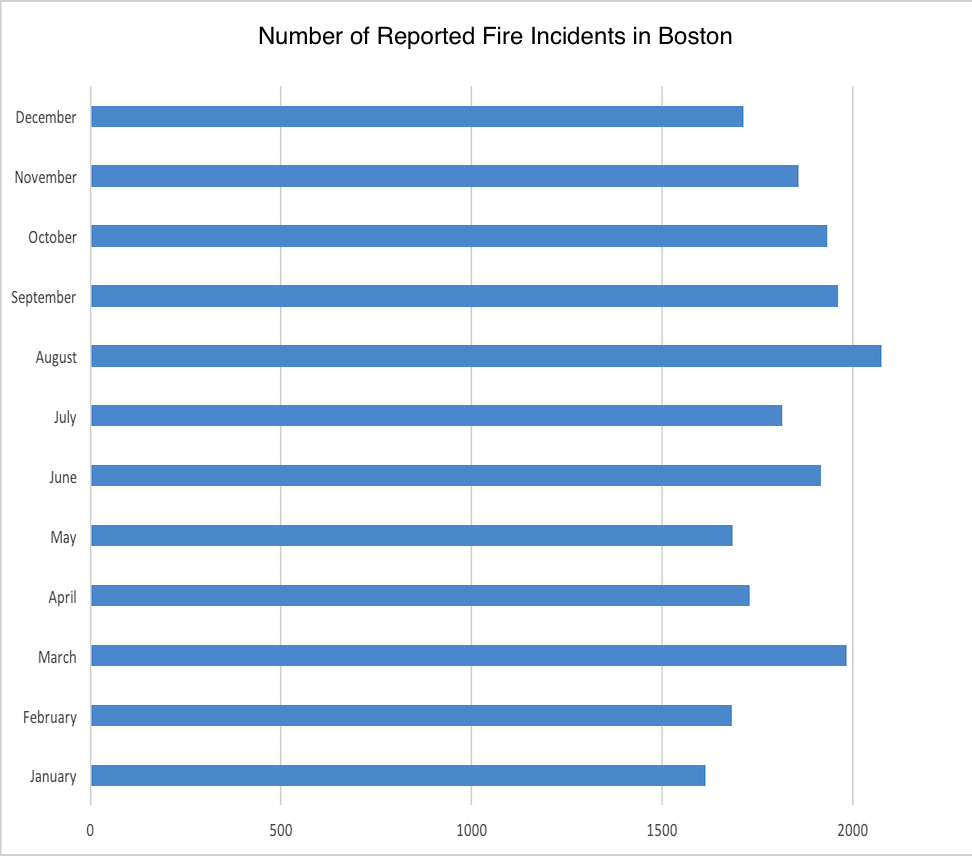 Number of Reported Fire Incidents in Boston
December
November
October
September
August
July
June
May
April
March
February
January
0 500 1000 1500 2000